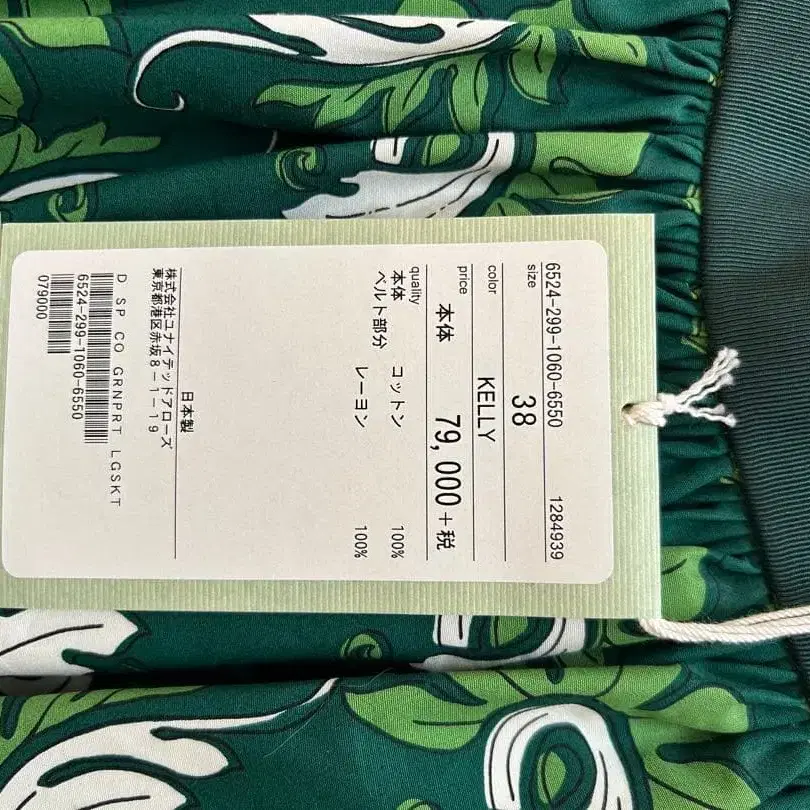 6524-299-1060-6550 1284939
size 38
color KELLY
price 本体 79,000+税
quality
本体 コットン 100%
ベルト部分 レーヨン 100%
日本製
株式会社ユナイテッドアローズ
東京都港区赤坂8-1-19
D SP CO GRNPRT LGSKT
6524-299-1060-6550
079000